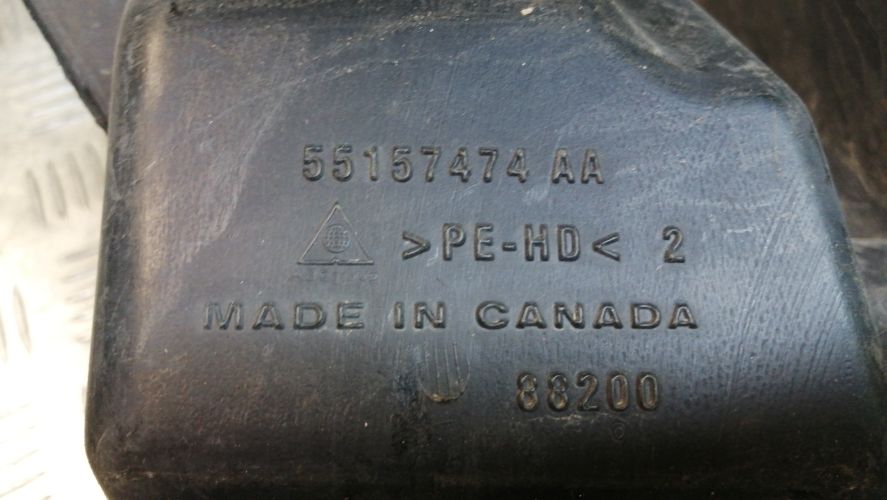 55157474 AA
>PE-HD< 2
MADE IN CANADA
88200